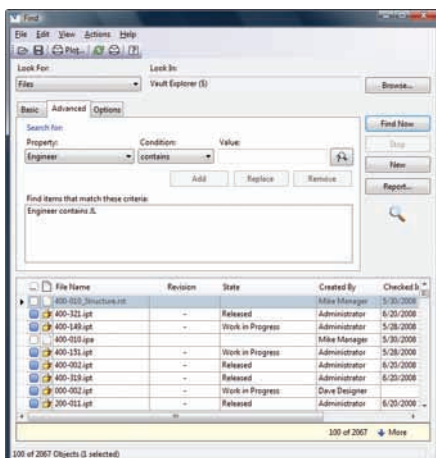 Find
File Edit View Actions Help
Plot...
Look For: Look In:
Files Vault Explorer ($) Browse...
Basic Advanced Options
Search for:
Property: Condition: Value:
Engineer contains
Add Replace Remove
Find items that match these criteria:
Engineer contains JL
Find Now
Stop
New
Report...
File Name Revision State Created By Checked In
400-010_Structure.rst Mike Manager 5/30/2008
400-321.ipt - Released Administrator 6/20/2008
400-149.ipt - Work in Progress Administrator 5/28/2008
400-010.ipa Mike Manager 5/30/2008
400-151.ipt - Work in Progress Administrator 5/28/2008
400-002.ipt - Released Administrator 6/20/2008
400-319.ipt - Released Administrator 6/20/2008
000-002.ipt - Work in Progress Dave Designer
200-011.ipt - Released Administrator 6/20/2008
100 of 2067 More
100 of 2067 Objects (1 selected)